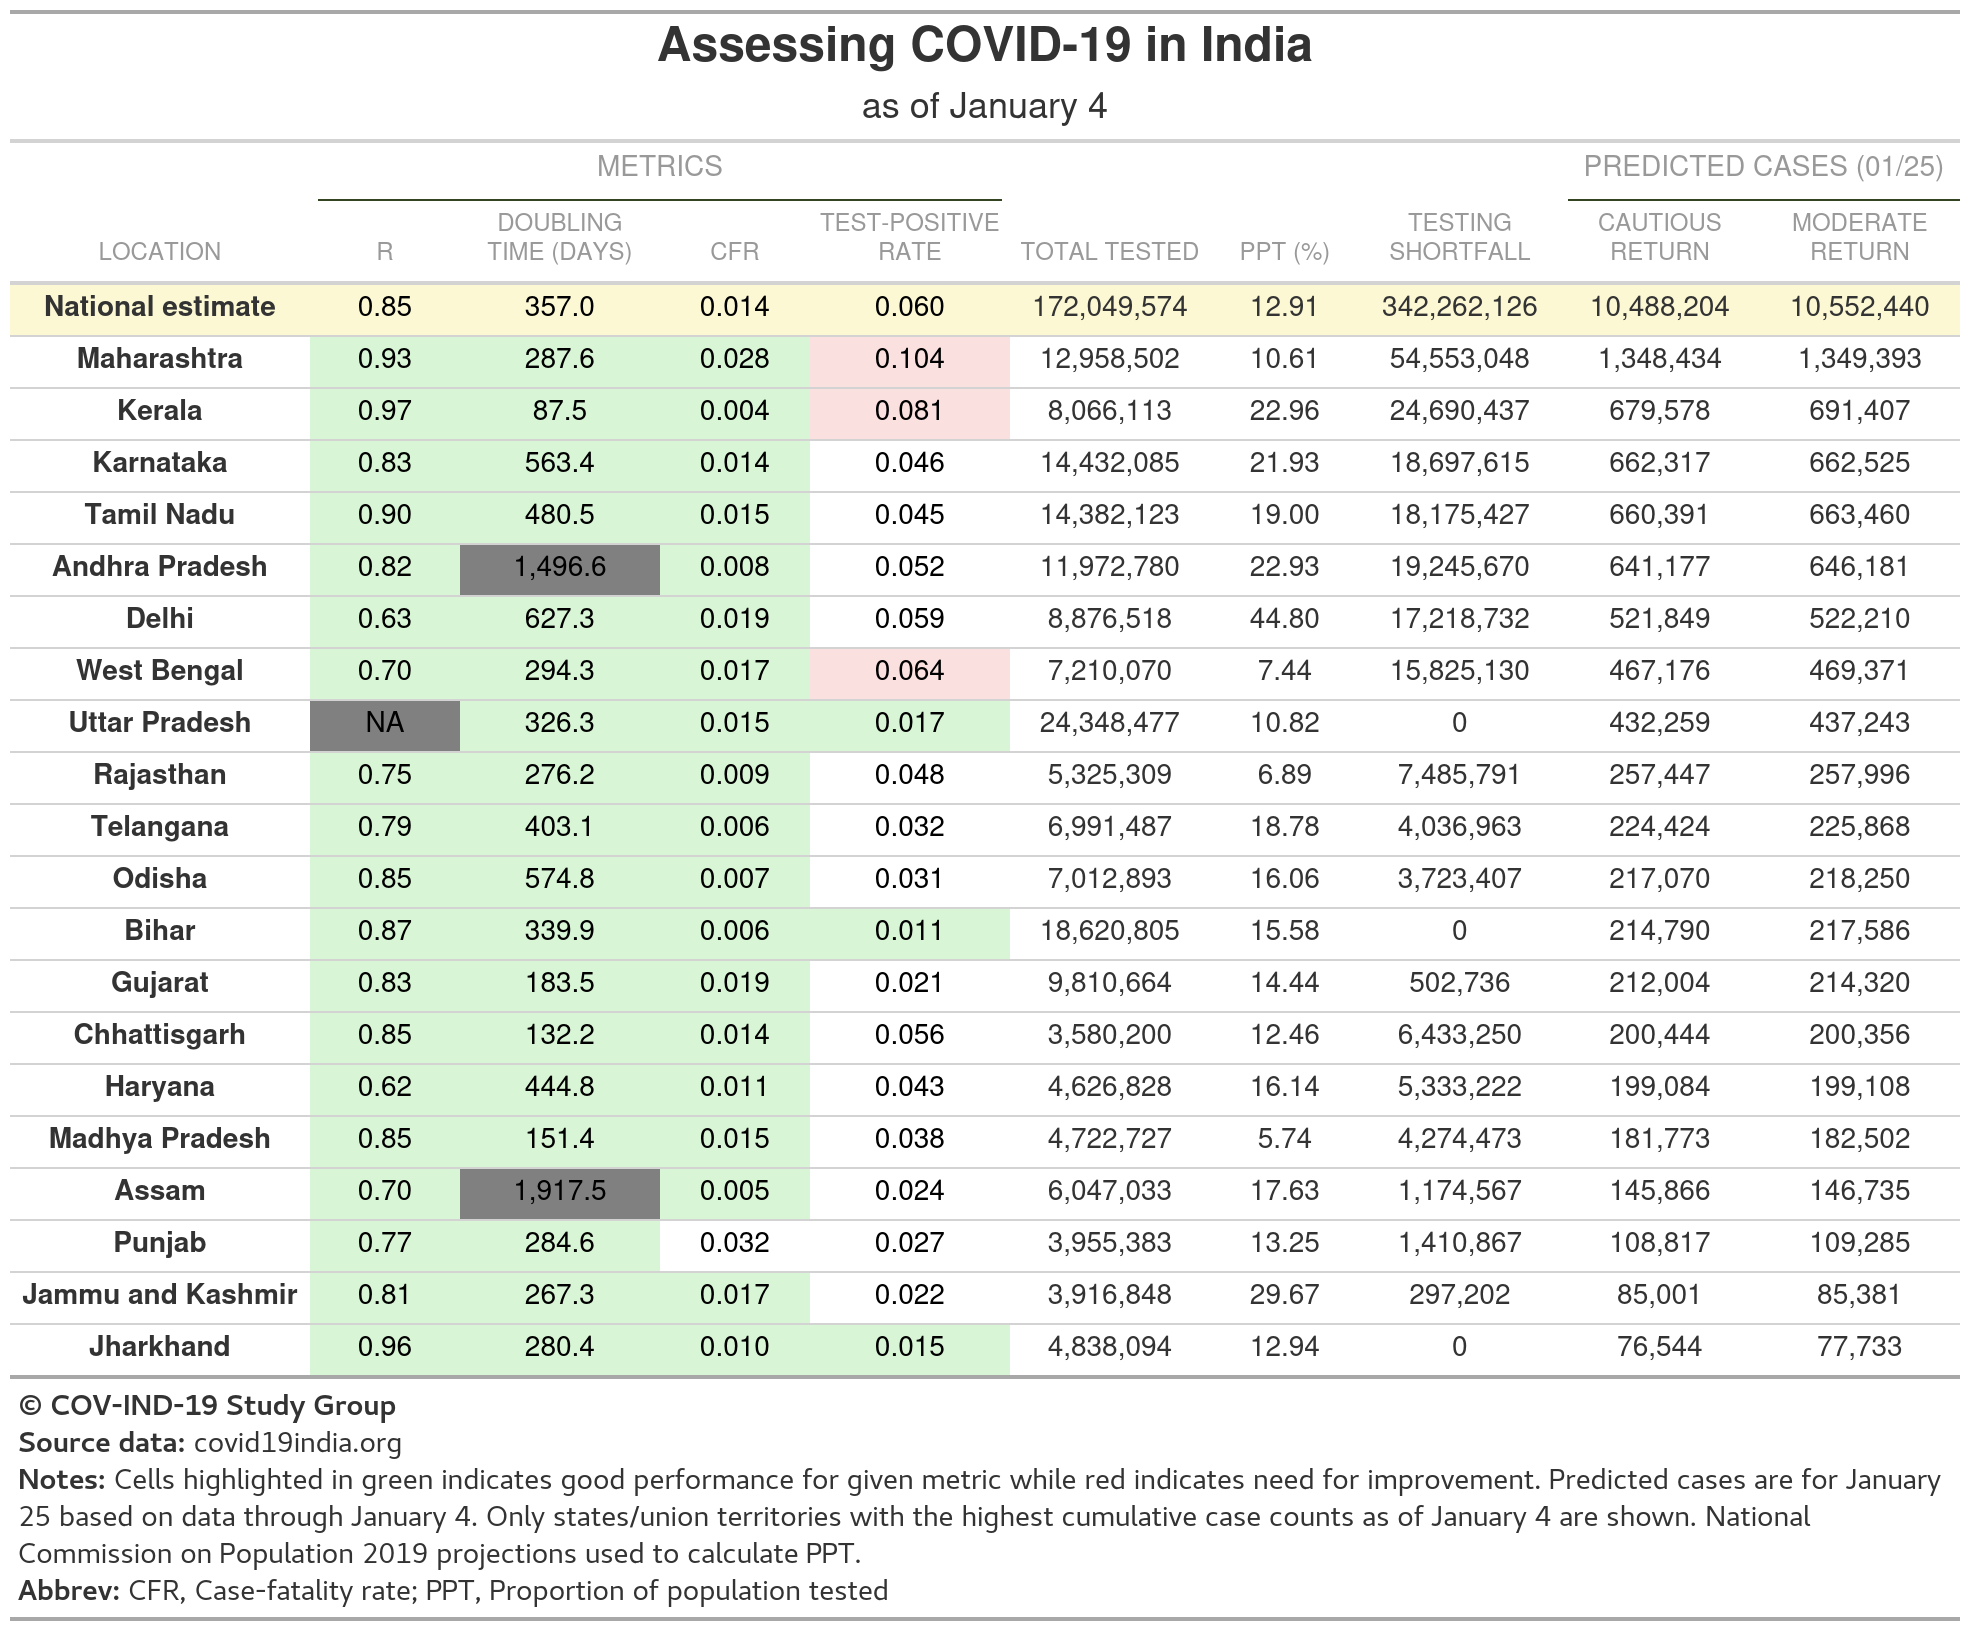 Assessing COVID-19 in India
as of January 4
METRICS PREDICTED CASES (01/25)
LOCATION R DOUBLING TIME (DAYS) CFR TEST-POSITIVE RATE TOTAL TESTED PPT (%) TESTING SHORTFALL CAUTIOUS RETURN MODERATE RETURN
National estimate 0.85 357.0 0.014 0.060 172,049,574 12.91 342,262,126 10,488,204 10,552,440
Maharashtra 0.93 287.6 0.028 0.104 12,958,502 10.61 54,553,048 1,348,434 1,349,393
Kerala 0.97 87.5 0.004 0.081 8,066,113 22.96 24,690,437 679,578 691,407
Karnataka 0.83 563.4 0.014 0.046 14,432,085 21.93 18,697,615 662,317 662,525
Tamil Nadu 0.90 480.5 0.015 0.045 14,382,123 19.00 18,175,427 660,391 663,460
Andhra Pradesh 0.82 1,496.6 0.008 0.052 11,972,780 22.93 19,245,670 641,177 646,181
Delhi 0.63 627.3 0.019 0.059 8,876,518 44.80 17,218,732 521,849 522,210
West Bengal 0.70 294.3 0.017 0.064 7,210,070 7.44 15,825,130 467,176 469,371
Uttar Pradesh NA 326.3 0.015 0.017 24,348,477 10.82 0 432,259 437,243
Rajasthan 0.75 276.2 0.009 0.048 5,325,309 6.89 7,485,791 257,447 257,996
Telangana 0.79 403.1 0.006 0.032 6,991,487 18.78 4,036,963 224,424 225,868
Odisha 0.85 574.8 0.007 0.031 7,012,893 16.06 3,723,407 217,070 218,250
Bihar 0.87 339.9 0.006 0.011 18,620,805 15.58 0 214,790 217,586
Gujarat 0.83 183.5 0.019 0.021 9,810,664 14.44 502,736 212,004 214,320
Chhattisgarh 0.85 132.2 0.014 0.056 3,580,200 12.46 6,433,250 200,444 200,356
Haryana 0.62 444.8 0.011 0.043 4,626,828 16.14 5,333,222 199,084 199,108
Madhya Pradesh 0.85 151.4 0.015 0.038 4,722,727 5.74 4,274,473 181,773 182,502
Assam 0.70 1,917.5 0.005 0.024 6,047,033 17.63 1,174,567 145,866 146,735
Punjab 0.77 284.6 0.032 0.027 3,955,383 13.25 1,410,867 108,817 109,285
Jammu and Kashmir 0.81 267.3 0.017 0.022 3,916,848 29.67 297,202 85,001 85,381
Jharkhand 0.96 280.4 0.010 0.015 4,838,094 12.94 0 76,544 77,733
© COV-IND-19 Study Group
Source data: covid19india.org
Notes: Cells highlighted in green indicates good performance for given metric while red indicates need for improvement. Predicted cases are for January
25 based on data through January 4. Only states/union territories with the highest cumulative case counts as of January 4 are shown. National
Commission on Population 2019 projections used to calculate PPT.
Abbrev: CFR, Case-fatality rate; PPT, Proportion of population tested